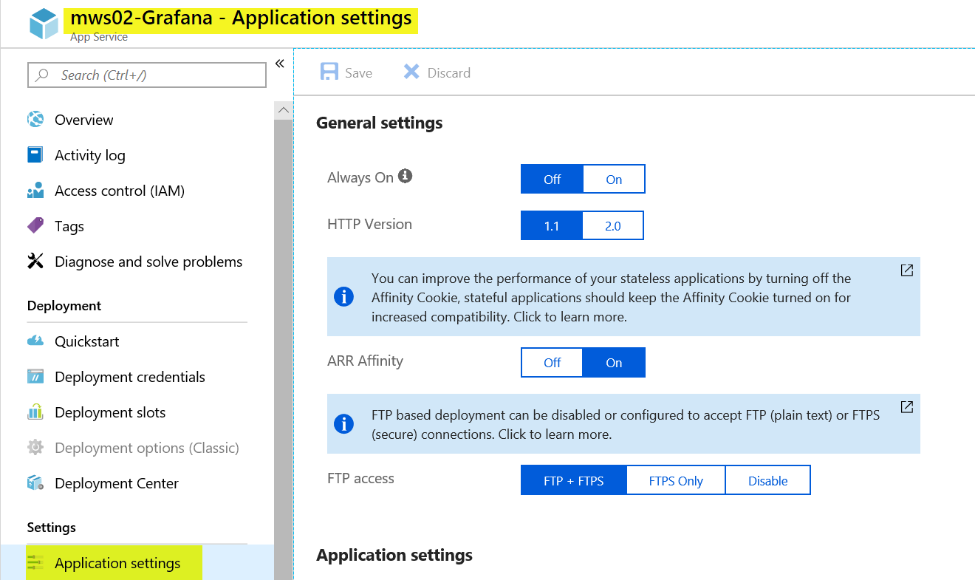 mws02-Grafana - Application settings
App Service
Search (Ctrl+/)
«
Overview
Activity log
Access control (IAM)
Tags
Diagnose and solve problems
Deployment
Quickstart
Deployment credentials
Deployment slots
Deployment options (Classic)
Deployment Center
Settings
Application settings
Save Discard
General settings
Always On Off On
HTTP Version 1.1 2.0
You can improve the performance of your stateless applications by turning off the
Affinity Cookie, stateful applications should keep the Affinity Cookie turned on for
increased compatibility. Click to learn more.
ARR Affinity Off On
FTP based deployment can be disabled or configured to accept FTP (plain text) or FTPS
(secure) connections. Click to learn more.
FTP access FTP + FTPS FTPS Only Disable
Application settings